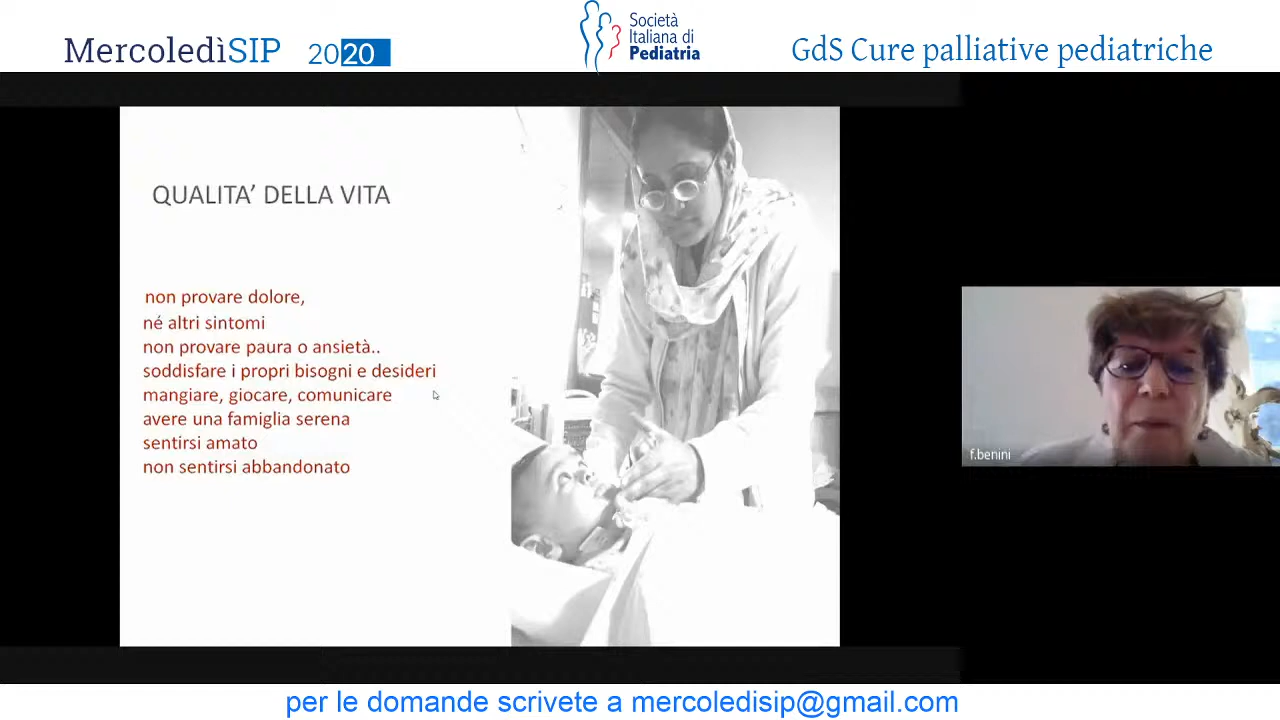 MercoledìSIP 2020
Società
Italiana di
Pediatria
GdS Cure palliative pediatriche
QUALITA’ DELLA VITA
non provare dolore,
né altri sintomi
non provare paura o ansietà..
soddisfare i propri bisogni e desideri
mangiare, giocare, comunicare
avere una famiglia serena
sentirsi amato
non sentirsi abbandonato
f.benini
per le domande scrivete a mercoledisip@gmail.com